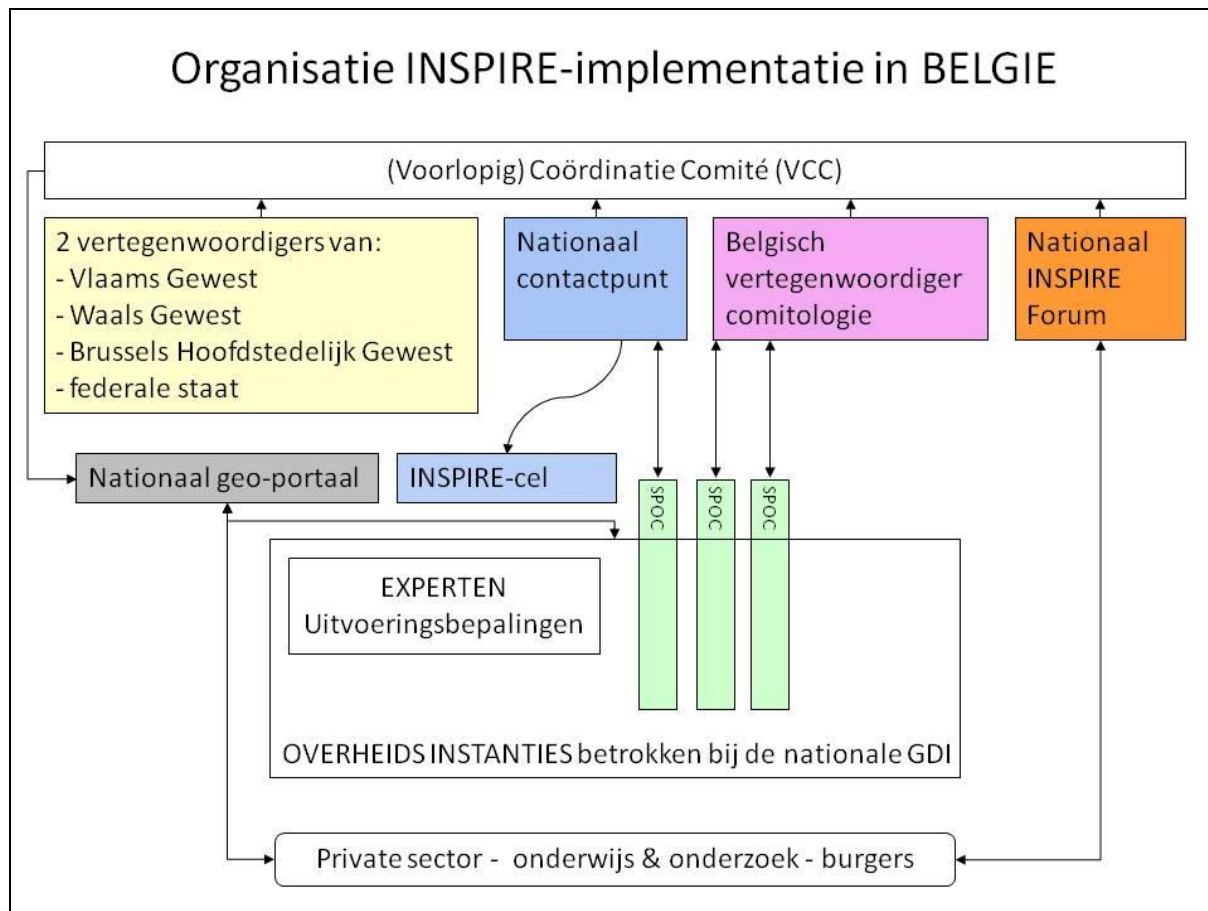 Organisatie INSPIRE-implementatie in BELGIE
(Voorlopig) Coördinatie Comité (VCC)
2 vertegenwoordigers van:
- Vlaams Gewest
- Waals Gewest
- Brussels Hoofdstedelijk Gewest
- federale staat
Nationaal
contactpunt
Belgisch
vertegenwoordiger
comitologie
Nationaal
INSPIRE
Forum
Nationaal geo-portaal
INSPIRE-cel
SPOC
SPOC
SPOC
EXPERTEN
Uitvoeringsbepalingen
OVERHEIDS INSTANTIES betrokken bij de nationale GDI
Private sector - onderwijs & onderzoek - burgers